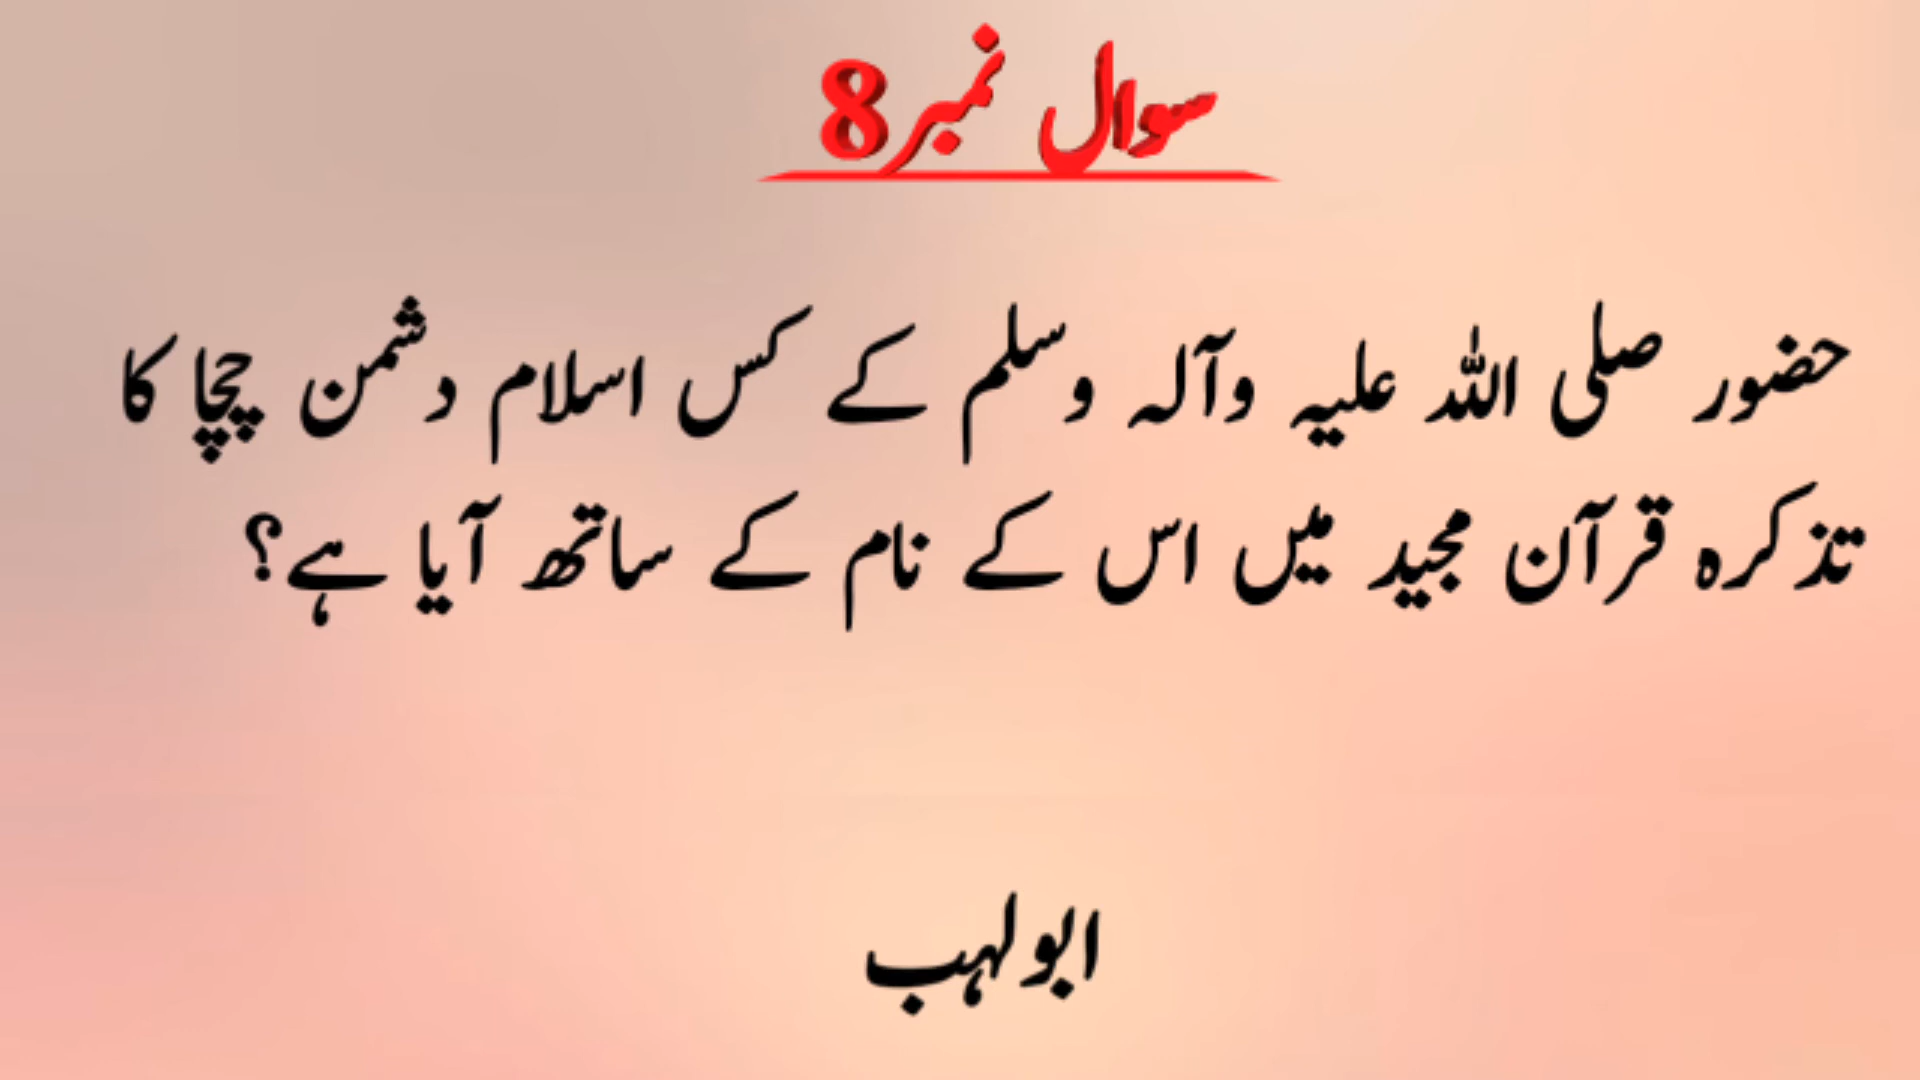 سوال نمبر8
حضور صلی اللہ علیہ وآلہ وسلم کے کس اسلام دشمن چچا کا
تذکرہ قرآن مجید میں اس کے نام کے ساتھ آیا ہے؟
ابولہب